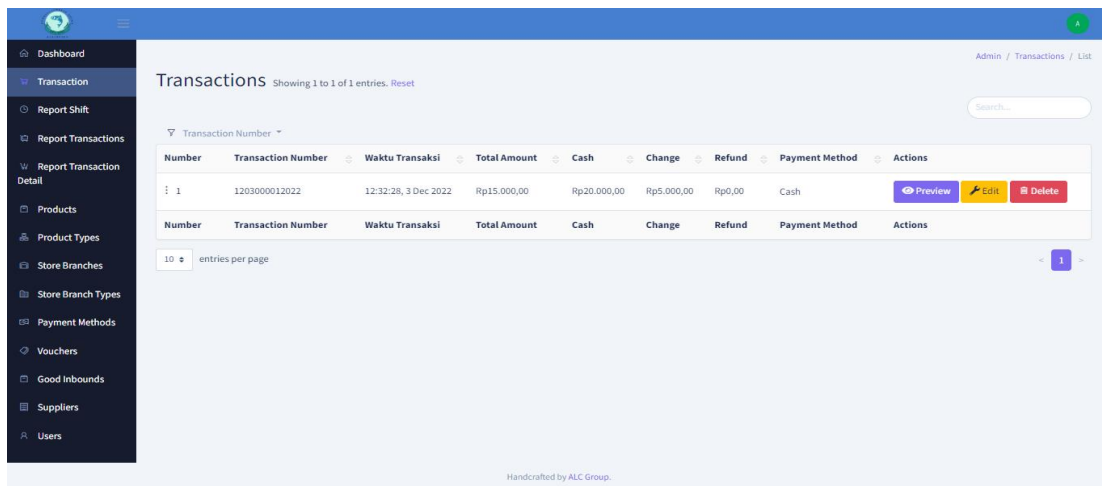 A
Dashboard
Transaction
Report Shift
Report Transactions
Report Transaction
Detail
Products
Product Types
Store Branches
Store Branch Types
Payment Methods
Vouchers
Good Inbounds
Suppliers
Users
Admin / Transactions / List
Transactions Showing 1 to 1 of 1 entries. Reset
Search...
Transaction Number
Number Transaction Number Waktu Transaksi Total Amount Cash Change Refund Payment Method Actions
1 1203000012022 12:32:28, 3 Dec 2022 Rp15.000,00 Rp20.000,00 Rp5.000,00 Rp0,00 Cash Preview Edit Delete
Number Transaction Number Waktu Transaksi Total Amount Cash Change Refund Payment Method Actions
10 entries per page < 1 >
Handcrafted by ALC Group.